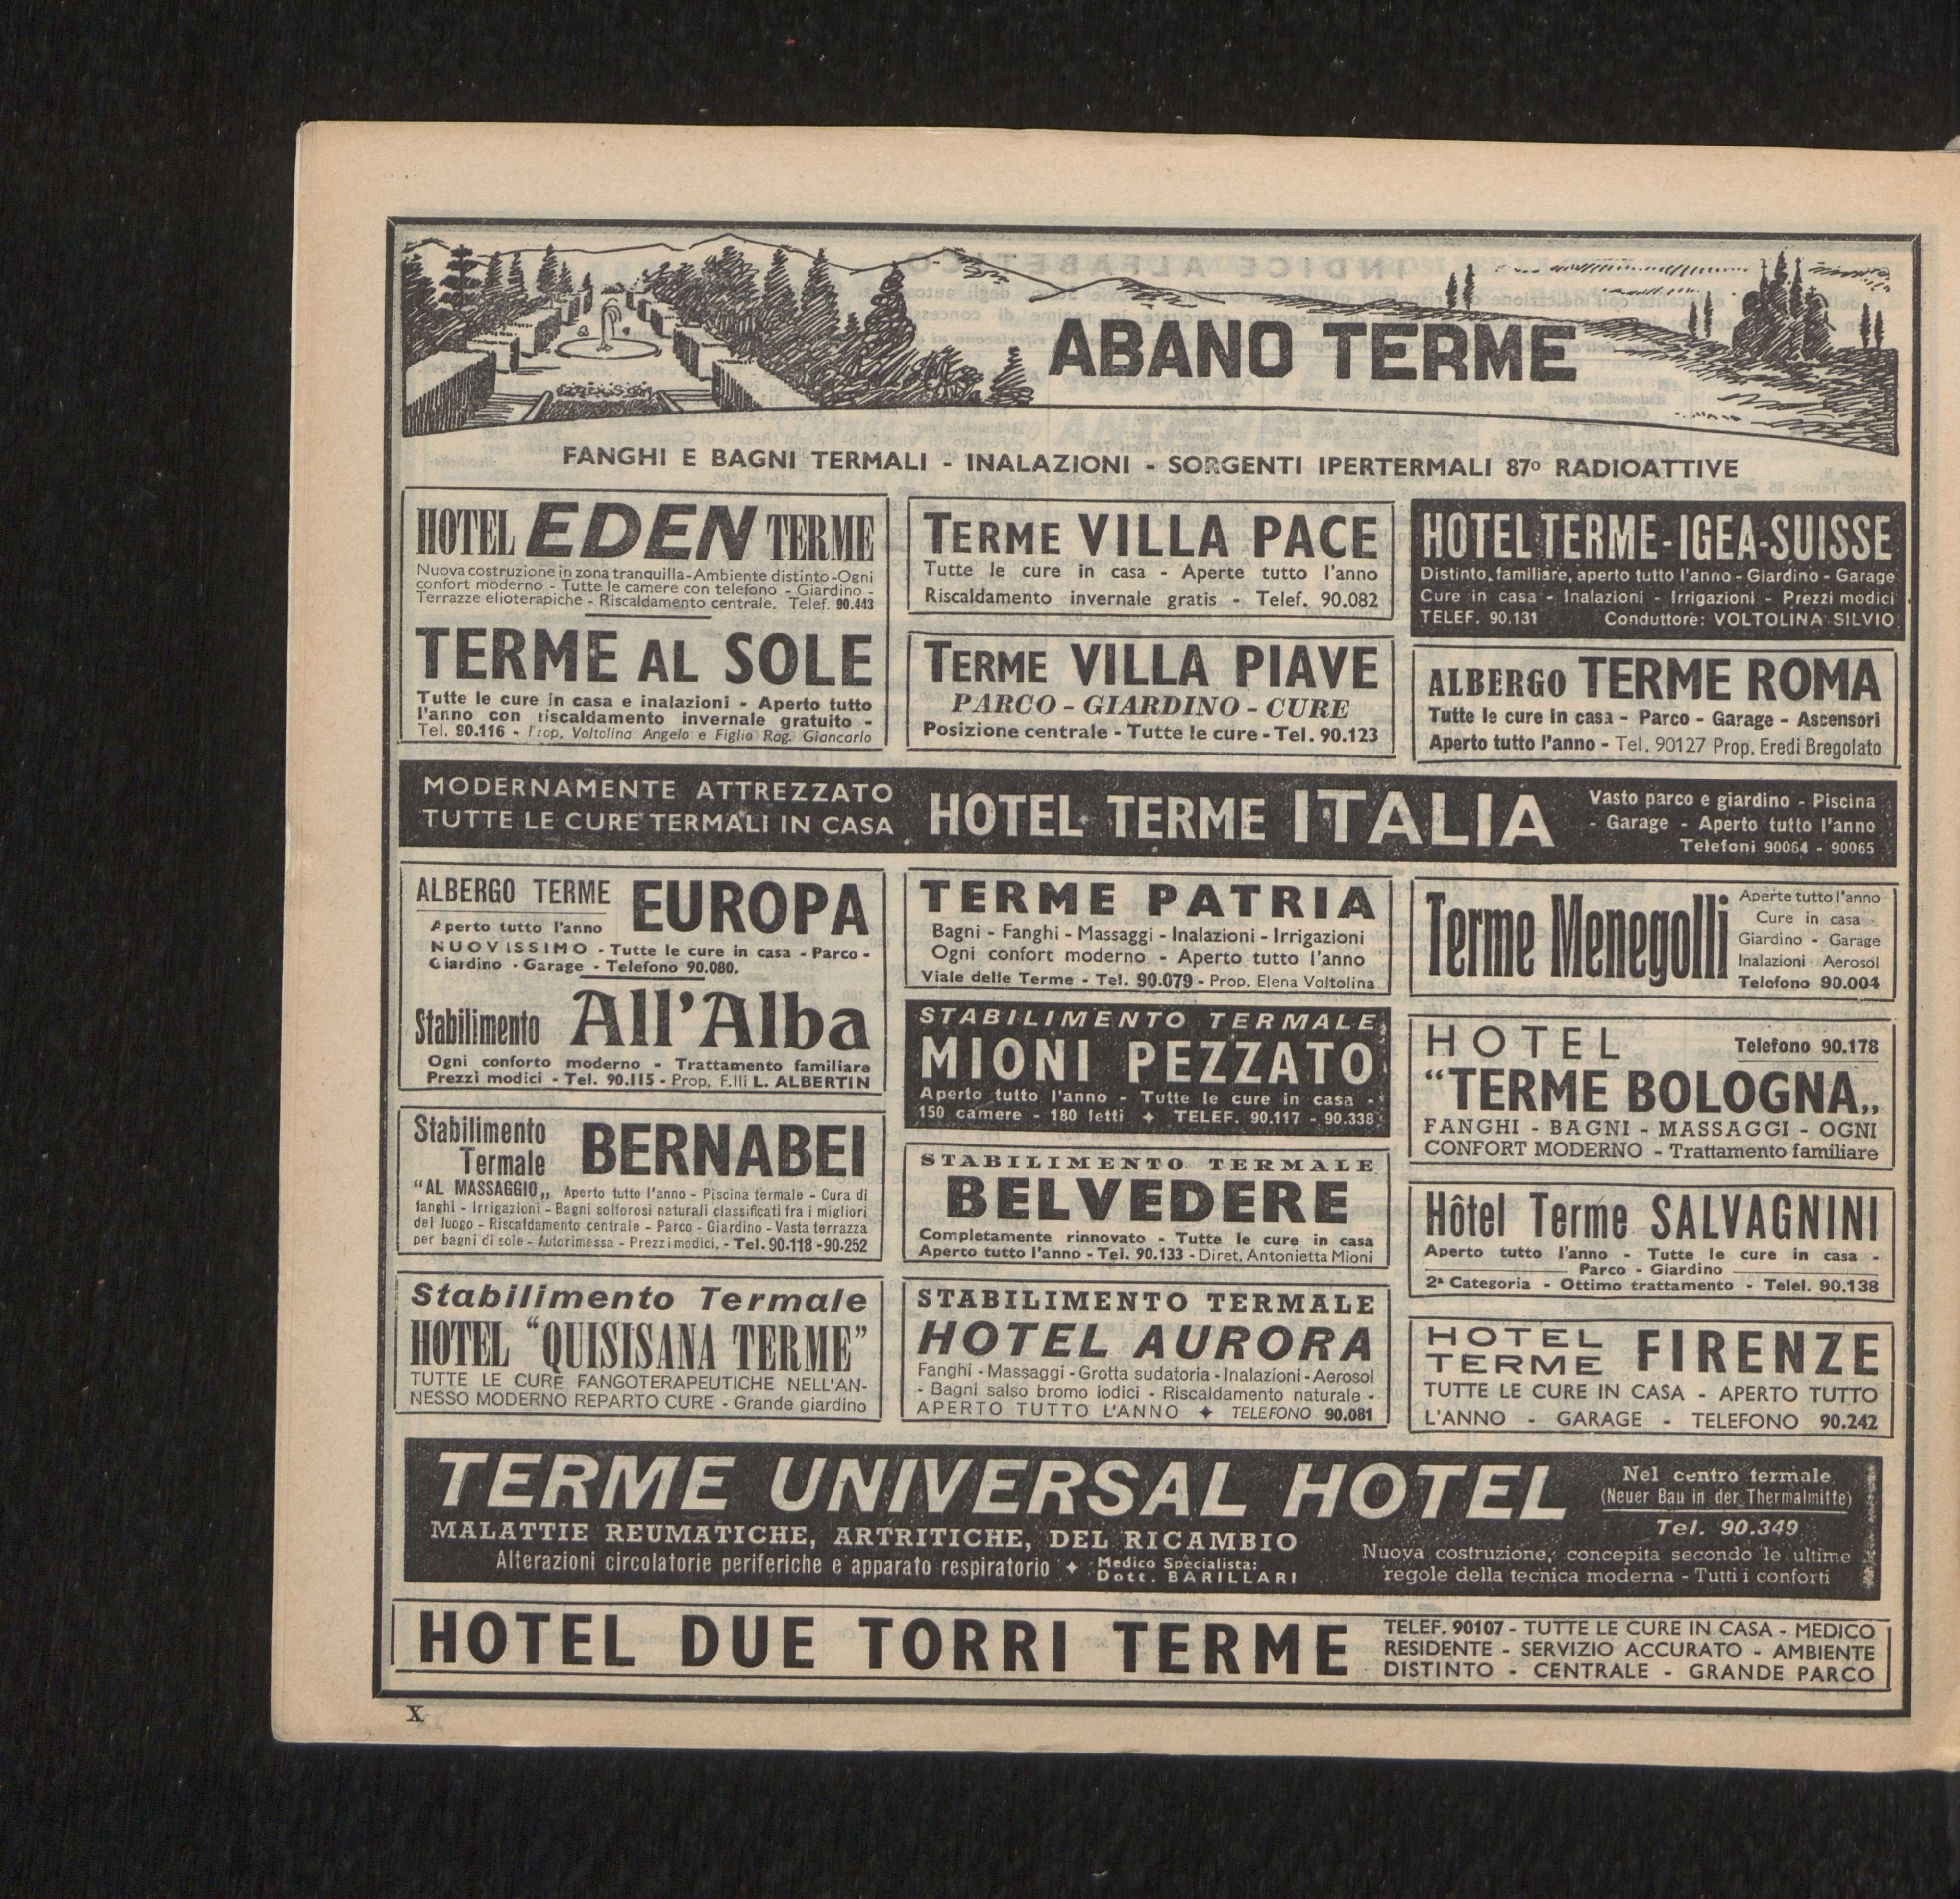 ABANO TERME
FANGHI E BAGNI TERMALI - INALAZIONI - SORGENTI IPERTERMALI 87º RADIOATTIVE
HOTEL EDEN TERME
Nuova costruzione in zona tranquilla - Ambiente distinto - Ogni
confort moderno - Tutte le camere con telefono - Giardino -
Terrazze elioterapiche - Riscaldamento centrale. Telef. 90.443
TERME AL SOLE
Tutte le cure in casa e inalazioni - Aperto tutto
l'anno con riscaldamento invernale gratuito -
Tel. 90.116 - Prop. Voltolina Angelo e Figlio Rag. Giancarlo
TERME VILLA PACE
Tutte le cure in casa - Aperte tutto l'anno
Riscaldamento invernale gratis - Telef. 90.082
TERME VILLA PIAVE
PARCO - GIARDINO - CURE
Posizione centrale - Tutte le cure - Tel. 90.123
HOTEL TERME-IGEA-SUISSE
Distinto, familiare, aperto tutto l'anno - Giardino - Garage
Cure in casa - Inalazioni - Irrigazioni - Prezzi modici
TELEF. 90.131 Conduttore: VOLTOLINA SILVIO
ALBERGO TERME ROMA
Tutte le cure in casa - Parco - Garage - Ascensori
Aperto tutto l'anno - Tel. 90127 Prop. Eredi Bregolato
MODERNAMENTE ATTREZZATO
TUTTE LE CURE TERMALI IN CASA
HOTEL TERME ITALIA
Vasto parco e giardino - Piscina
- Garage - Aperto tutto l'anno
Telefoni 90064 - 90065
ALBERGO TERME EUROPA
Aperto tutto l'anno
NUOVISSIMO - Tutte le cure in casa - Parco -
Giardino - Garage - Telefono 90.080.
Stabilimento All'Alba
Ogni conforto moderno - Trattamento familiare
Prezzi modici - Tel. 90.115 - Prop. F.lli L. ALBERTIN
Stabilimento
Termale BERNABEI
“AL MASSAGGIO„ Aperto tutto l'anno - Piscina termale - Cura di
fanghi - Irrigazioni - Bagni solforosi naturali classificati fra i migliori
del luogo - Riscaldamento centrale - Parco - Giardino - Vasta terrazza
per bagni di sole - Autorimessa - Prezzi modici. - Tel. 90.118 - 90.252
Stabilimento Termale
HOTEL “QUISISANA TERME”
TUTTE LE CURE FANGOTERAPEUTICHE NELL'AN-
NESSO MODERNO REPARTO CURE - Grande giardino
TERME PATRIA
Bagni - Fanghi - Massaggi - Inalazioni - Irrigazioni
Ogni confort moderno - Aperto tutto l'anno
Viale delle Terme - Tel. 90.079 - Prop. Elena Voltolina
STABILIMENTO TERMALE
MIONI PEZZATO
Aperto tutto l'anno - Tutte le cure in casa -
150 camere - 180 letti ✦ TELEF. 90.117 - 90.338
STABILIMENTO TERMALE
BELVEDERE
Completamente rinnovato - Tutte le cure in casa
Aperto tutto l'anno - Tel. 90.133 - Diret. Antonietta Mioni
STABILIMENTO TERMALE
HOTEL AURORA
Fanghi - Massaggi - Grotta sudatoria - Inalazioni - Aerosol
- Bagni salso bromo iodici - Riscaldamento naturale -
APERTO TUTTO L'ANNO ✦ TELEFONO 90.081
Terme Menegolli
Aperte tutto l'anno
Cure in casa
Giardino - Garage
Inalazioni Aerosol
Telefono 90.004
HOTEL Telefono 90.178
“TERME BOLOGNA„
FANGHI - BAGNI - MASSAGGI - OGNI
CONFORT MODERNO - Trattamento familiare
Hôtel Terme SALVAGNINI
Aperto tutto l'anno - Tutte le cure in casa -
Parco - Giardino
2ª Categoria - Ottimo trattamento - Telel. 90.138
HOTEL
TERME FIRENZE
TUTTE LE CURE IN CASA - APERTO TUTTO
L'ANNO - GARAGE - TELEFONO 90.242
TERME UNIVERSAL HOTEL
MALATTIE REUMATICHE, ARTRITICHE, DEL RICAMBIO
Alterazioni circolatorie periferiche e apparato respiratorio ✦ Medico Specialista:
Dott. BARILLARI
Nel centro termale
(Neuer Bau in der Thermalmitte)
Tel. 90.349
Nuova costruzione, concepita secondo le ultime
regole della tecnica moderna - Tutti i conforti
HOTEL DUE TORRI TERME
TELEF. 90107 - TUTTE LE CURE IN CASA - MEDICO
RESIDENTE - SERVIZIO ACCURATO - AMBIENTE
DISTINTO - CENTRALE - GRANDE PARCO
X